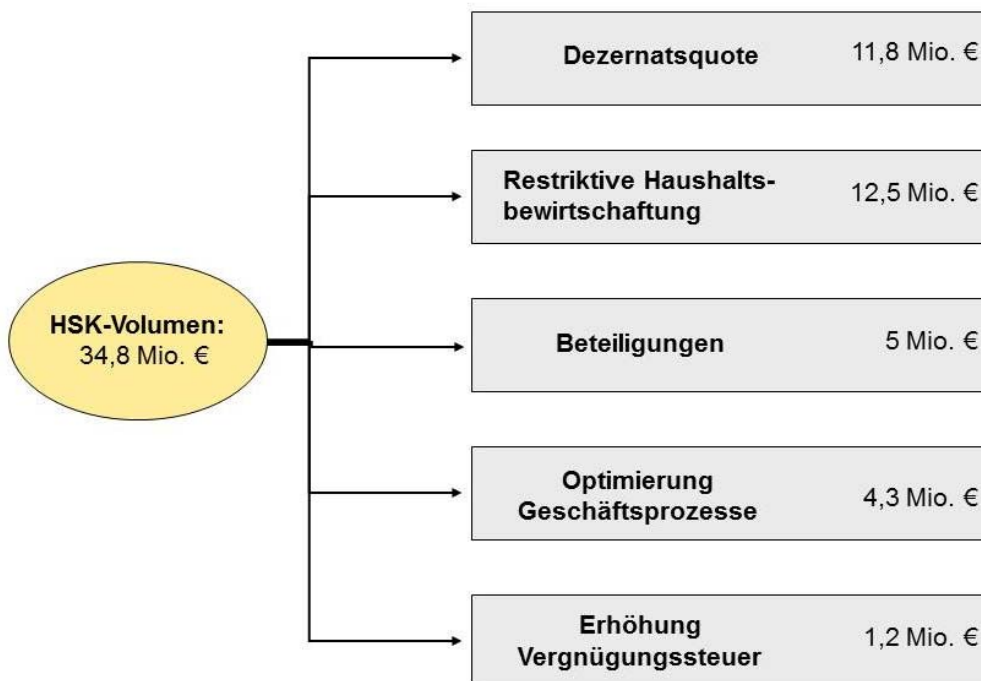 Dezernatsquote 11,8 Mio. €
Restriktive Haushalts-
bewirtschaftung 12,5 Mio. €
HSK-Volumen:
34,8 Mio. €
Beteiligungen 5 Mio. €
Optimierung
Geschäftsprozesse 4,3 Mio. €
Erhöhung
Vergnügungssteuer 1,2 Mio. €